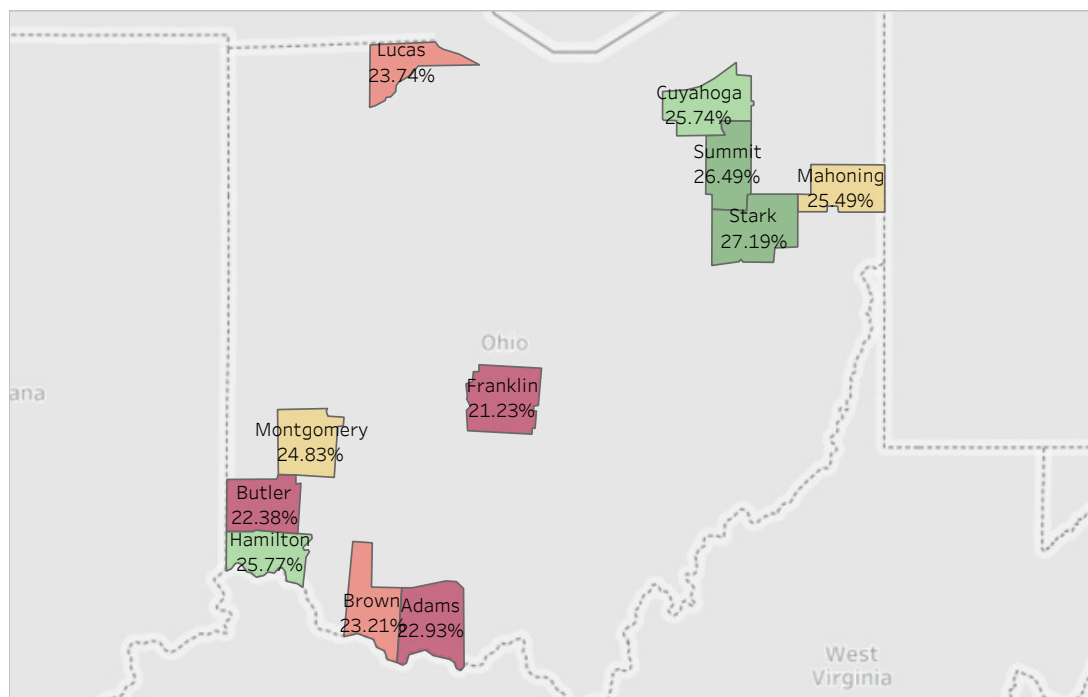 Lucas
23.74%
Cuyahoga
25.74%
Summit
26.49%
Mahoning
25.49%
Stark
27.19%
Ohio
ana
Franklin
21.23%
Montgomery
24.83%
Butler
22.38%
Hamilton
25.77%
Brown
23.21%
Adams
22.93%
West
Virginia